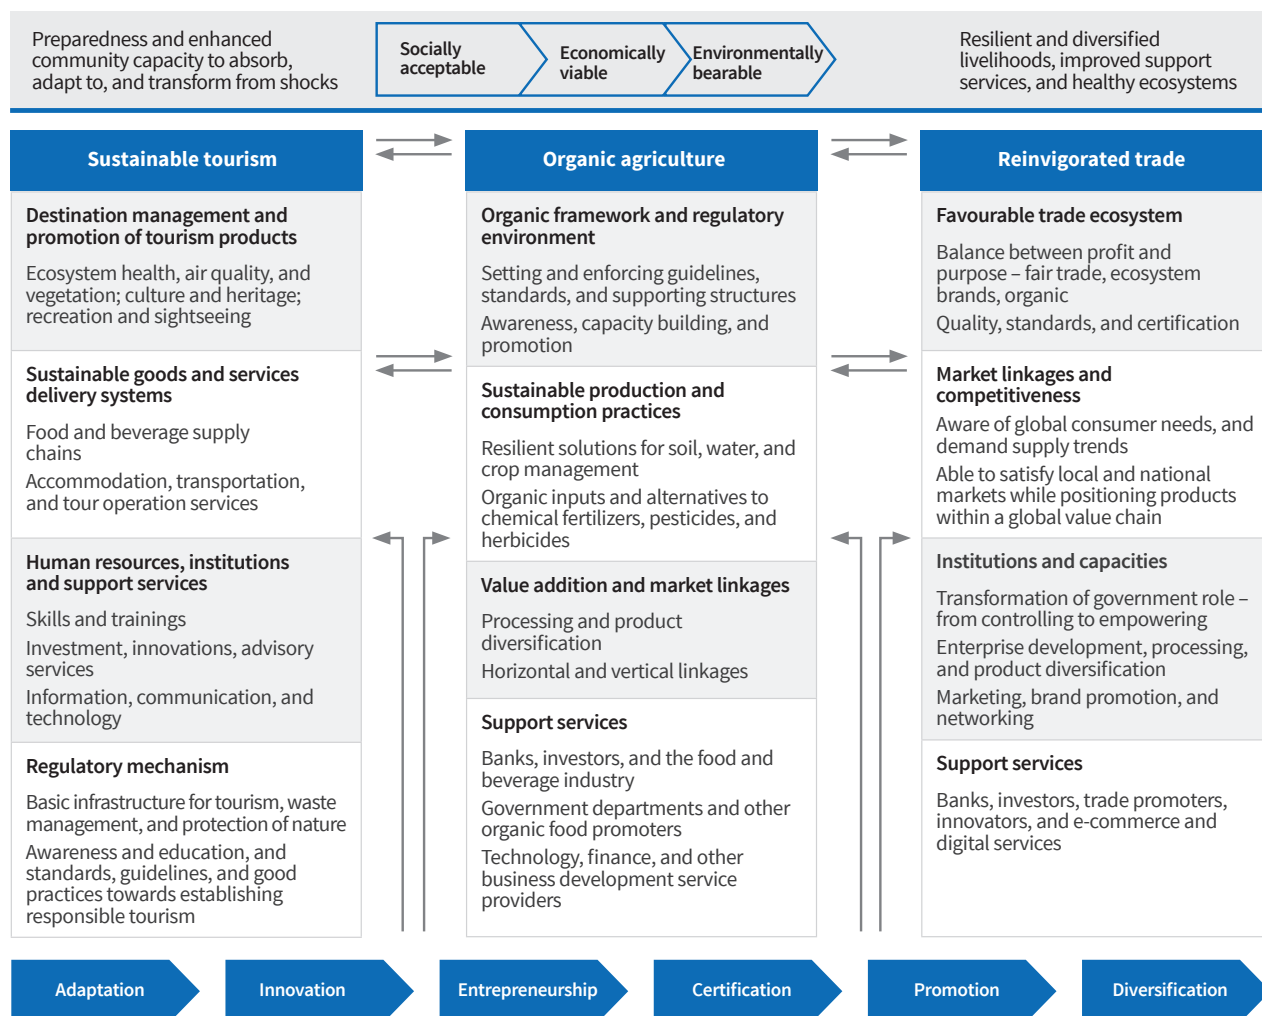 Preparedness and enhanced
community capacity to absorb,
adapt to, and transform from shocks
Socially
acceptable
Economically
viable
Environmentally
bearable
Resilient and diversified
livelihoods, improved support
services, and healthy ecosystems
Sustainable tourism
Destination management and
promotion of tourism products
Ecosystem health, air quality, and
vegetation; culture and heritage;
recreation and sightseeing
Sustainable goods and services
delivery systems
Food and beverage supply
chains
Accommodation, transportation,
and tour operation services
Human resources, institutions
and support services
Skills and trainings
Investment, innovations, advisory
services
Information, communication, and
technology
Regulatory mechanism
Basic infrastructure for tourism, waste
management, and protection of nature
Awareness and education, and
standards, guidelines, and good
practices towards establishing
responsible tourism
Organic agriculture
Organic framework and regulatory
environment
Setting and enforcing guidelines,
standards, and supporting structures
Awareness, capacity building, and
promotion
Sustainable production and
consumption practices
Resilient solutions for soil, water, and
crop management
Organic inputs and alternatives to
chemical fertilizers, pesticides, and
herbicides
Value addition and market linkages
Processing and product
diversification
Horizontal and vertical linkages
Support services
Banks, investors, and the food and
beverage industry
Government departments and other
organic food promoters
Technology, finance, and other
business development service
providers
Reinvigorated trade
Favourable trade ecosystem
Balance between profit and
purpose – fair trade, ecosystem
brands, organic
Quality, standards, and certification
Market linkages and
competitiveness
Aware of global consumer needs, and
demand supply trends
Able to satisfy local and national
markets while positioning products
within a global value chain
Institutions and capacities
Transformation of government role –
from controlling to empowering
Enterprise development, processing,
and product diversification
Marketing, brand promotion, and
networking
Support services
Banks, investors, trade promoters,
innovators, and e-commerce and
digital services
Adaptation
Innovation
Entrepreneurship
Certification
Promotion
Diversification